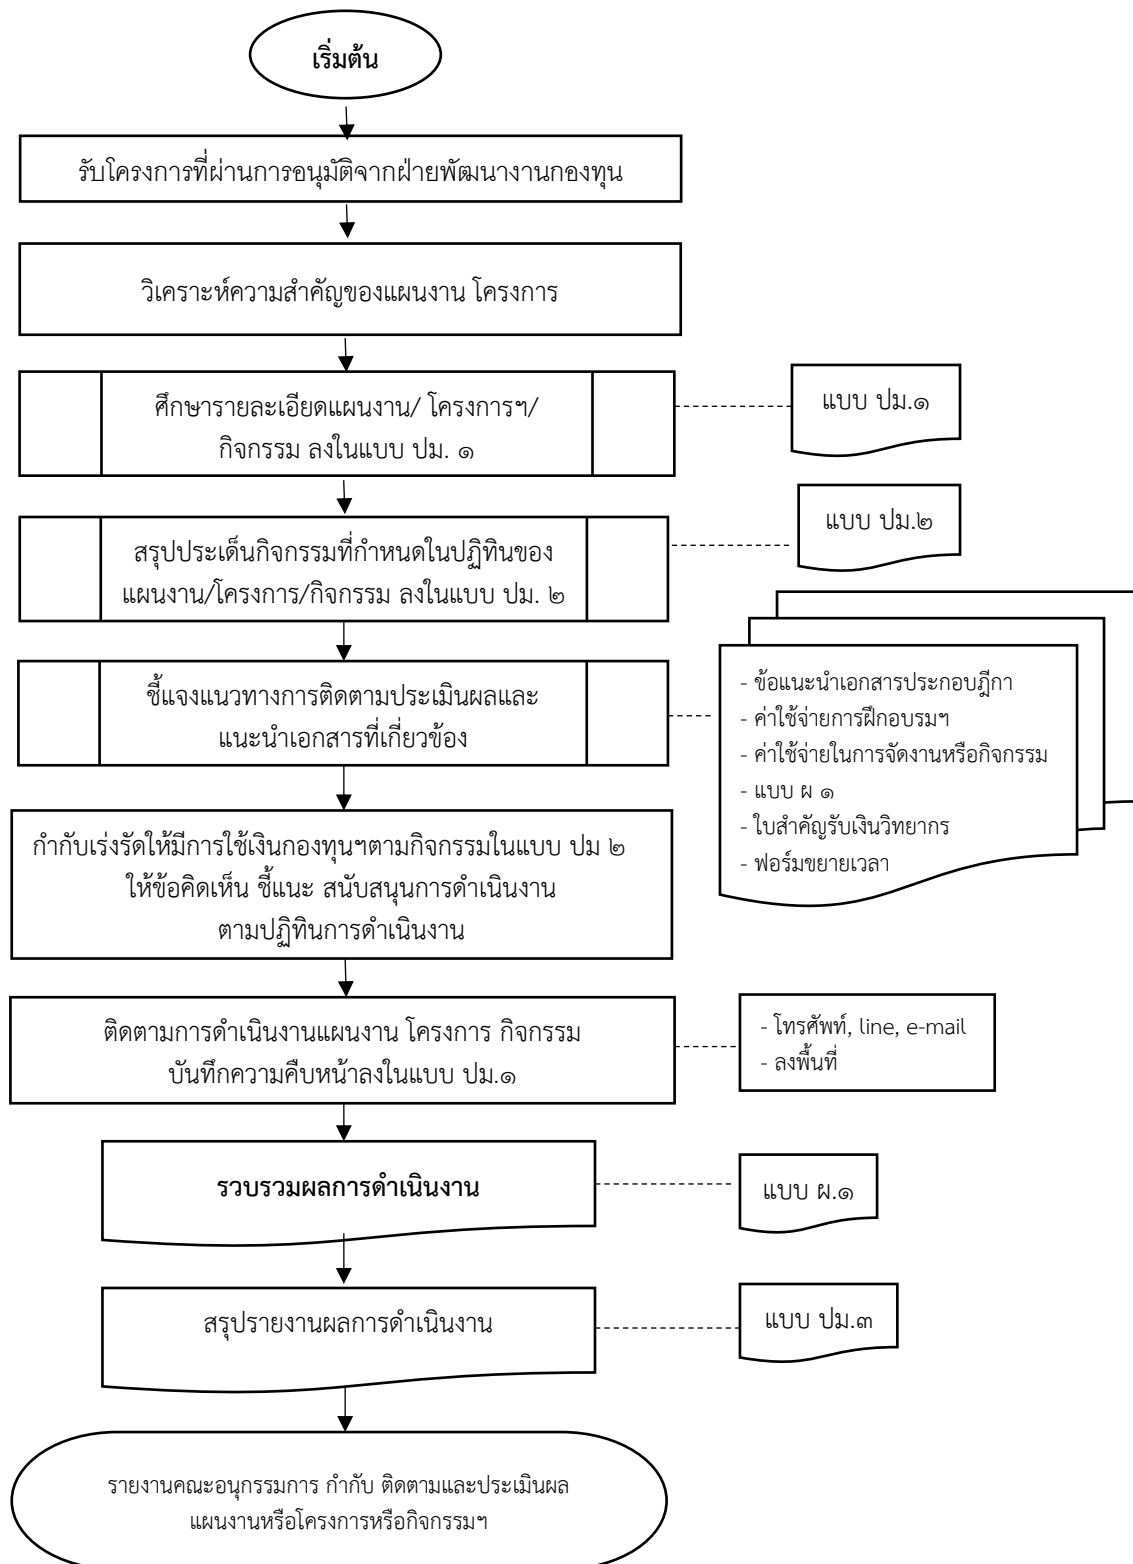 เริ่มต้น
รับโครงการที่ผ่านการอนุมัติจากฝ่ายพัฒนางานกองทุน
วิเคราะห์ความสำคัญของแผนงาน โครงการ
ศึกษารายละเอียดแผนงาน/ โครงการฯ/
กิจกรรม ลงในแบบ ปม. ๑
แบบ ปม.๑
สรุปประเด็นกิจกรรมที่กำหนดในปฏิทินของ
แผนงาน/โครงการ/กิจกรรม ลงในแบบ ปม. ๒
แบบ ปม.๒
ชี้แจงแนวทางการติดตามประเมินผลและ
แนะนำเอกสารที่เกี่ยวข้อง
- ข้อแนะนำเอกสารประกอบฎีกา
- ค่าใช้จ่ายการฝึกอบรมฯ
- ค่าใช้จ่ายในการจัดงานหรือกิจกรรม
- แบบ ผ ๑
- ใบสำคัญรับเงินวิทยากร
- ฟอร์มขยายเวลา
กำกับเร่งรัดให้มีการใช้เงินกองทุนฯตามกิจกรรมในแบบ ปม ๒
ให้ข้อคิดเห็น ชี้แนะ สนับสนุนการดำเนินงาน
ตามปฏิทินการดำเนินงาน
ติดตามการดำเนินงานแผนงาน โครงการ กิจกรรม
บันทึกความคืบหน้าลงในแบบ ปม.๑
- โทรศัพท์, line, e-mail
- ลงพื้นที่
รวบรวมผลการดำเนินงาน
แบบ ผ.๑
สรุปรายงานผลการดำเนินงาน
แบบ ปม.๓
รายงานคณะอนุกรรมการ กำกับ ติดตามและประเมินผล
แผนงานหรือโครงการหรือกิจกรรมฯ